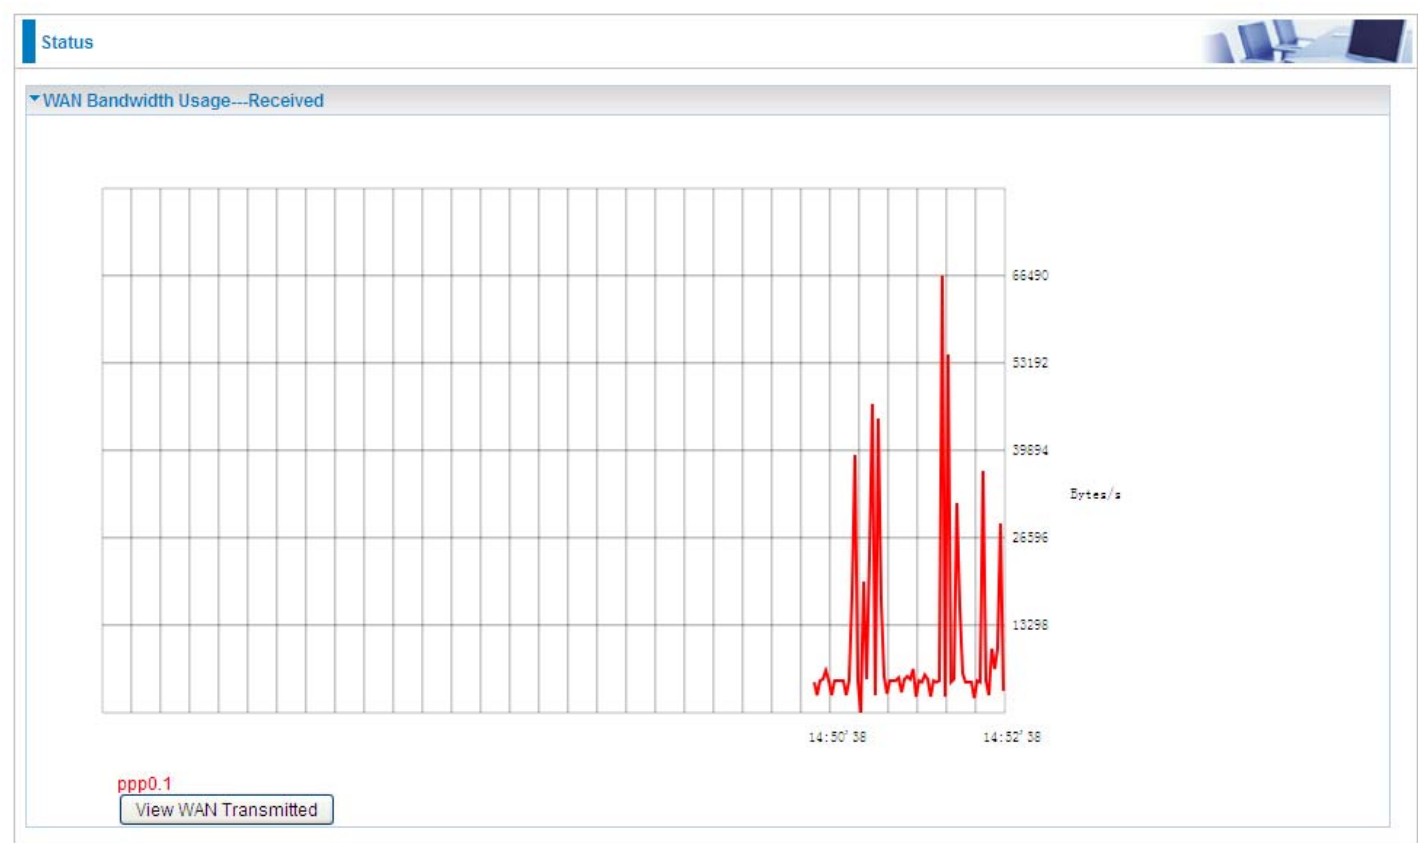 Status
WAN Bandwidth Usage---Received
66490
53192
39894
Bytes/s
26596
13298
14:50'38
14:52'38
ppp0.1
View WAN Transmitted